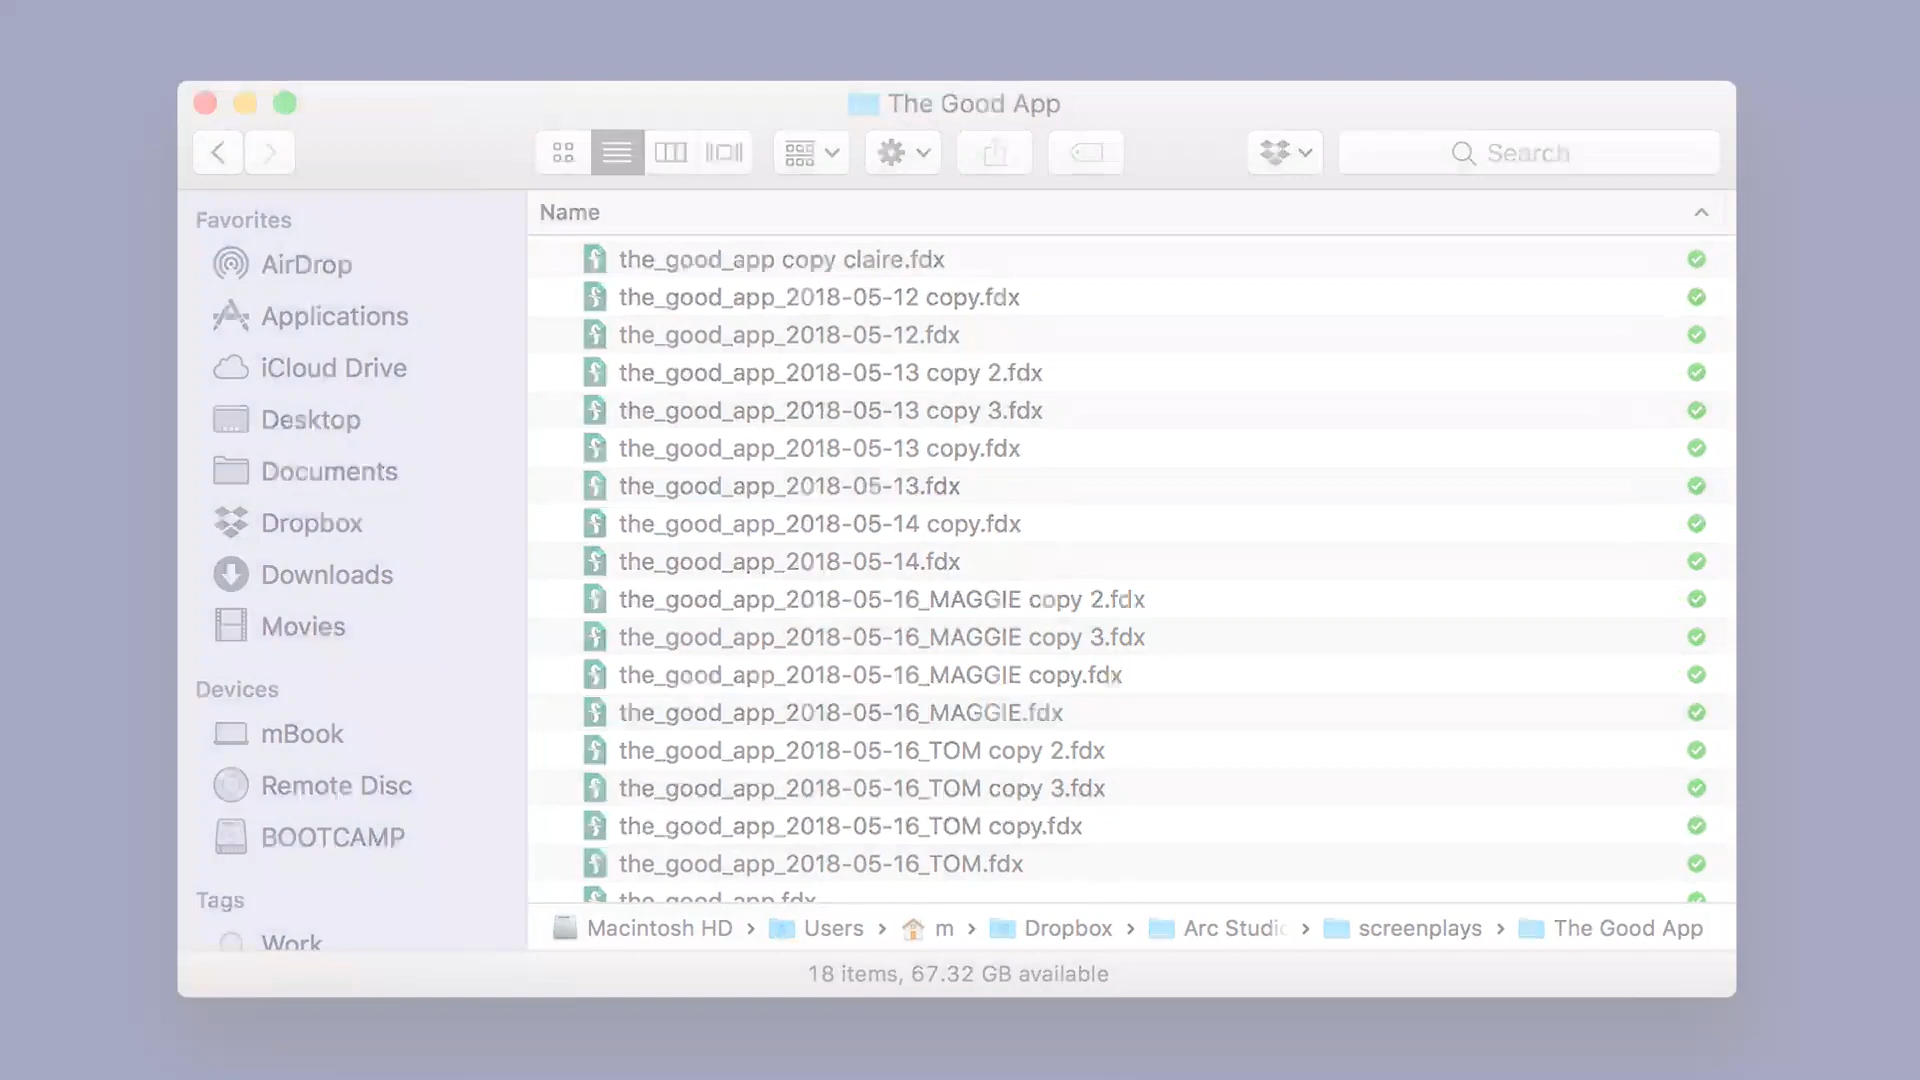 The Good App
Search
Favorites
AirDrop
Applications
iCloud Drive
Desktop
Documents
Dropbox
Downloads
Movies
Devices
mBook
Remote Disc
BOOTCAMP
Tags
Work
Name
the_good_app copy claire.fdx
the_good_app_2018-05-12 copy.fdx
the_good_app_2018-05-12.fdx
the_good_app_2018-05-13 copy 2.fdx
the_good_app_2018-05-13 copy 3.fdx
the_good_app_2018-05-13 copy.fdx
the_good_app_2018-05-13.fdx
the_good_app_2018-05-14 copy.fdx
the_good_app_2018-05-14.fdx
the_good_app_2018-05-16_MAGGIE copy 2.fdx
the_good_app_2018-05-16_MAGGIE copy 3.fdx
the_good_app_2018-05-16_MAGGIE copy.fdx
the_good_app_2018-05-16_MAGGIE.fdx
the_good_app_2018-05-16_TOM copy 2.fdx
the_good_app_2018-05-16_TOM copy 3.fdx
the_good_app_2018-05-16_TOM copy.fdx
the_good_app_2018-05-16_TOM.fdx
the_good_app.fdx
Macintosh HD › Users › m › Dropbox › Arc Studio › screenplays › The Good App
18 items, 67.32 GB available